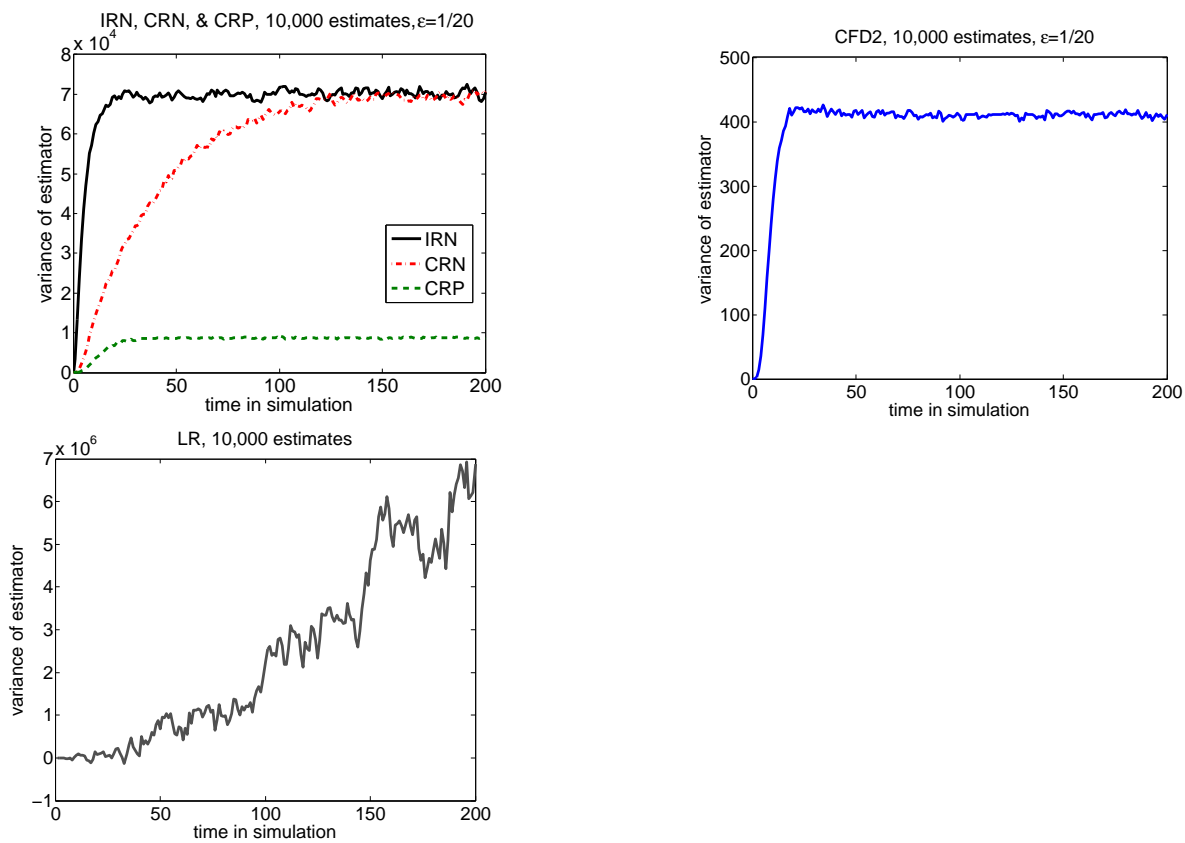 IRN, CRN, & CRP, 10,000 estimates,ε=1/20
x 10^4
8
7
6
5
4
3
2
1
0
0 50 100 150 200
variance of estimator
time in simulation
IRN
CRN
CRP
CFD2, 10,000 estimates, ε=1/20
500
400
300
200
100
0
0 50 100 150 200
variance of estimator
time in simulation
LR, 10,000 estimates
x 10^6
7
6
5
4
3
2
1
0
−1
0 50 100 150 200
variance of estimator
time in simulation